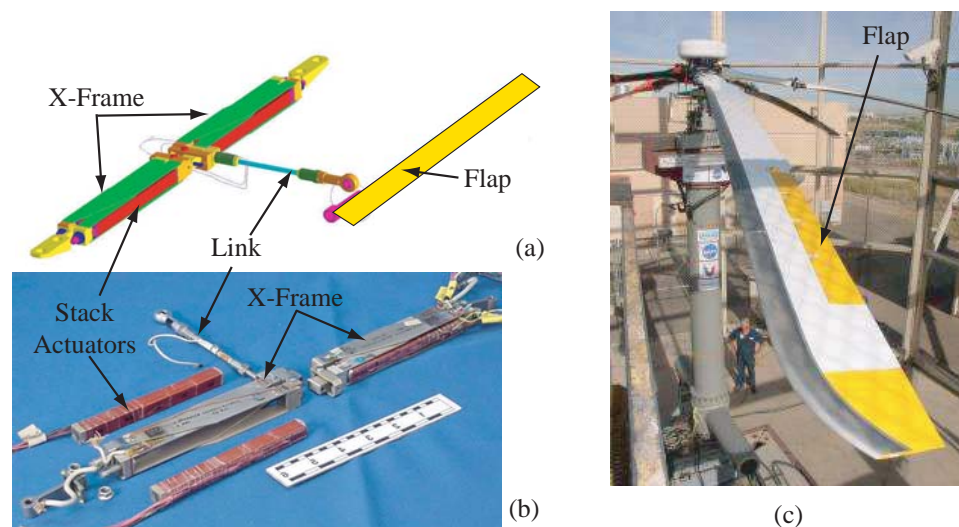 X-Frame
Flap
Link
(a)
X-Frame
Stack
Actuators
(b)
Flap
(c)